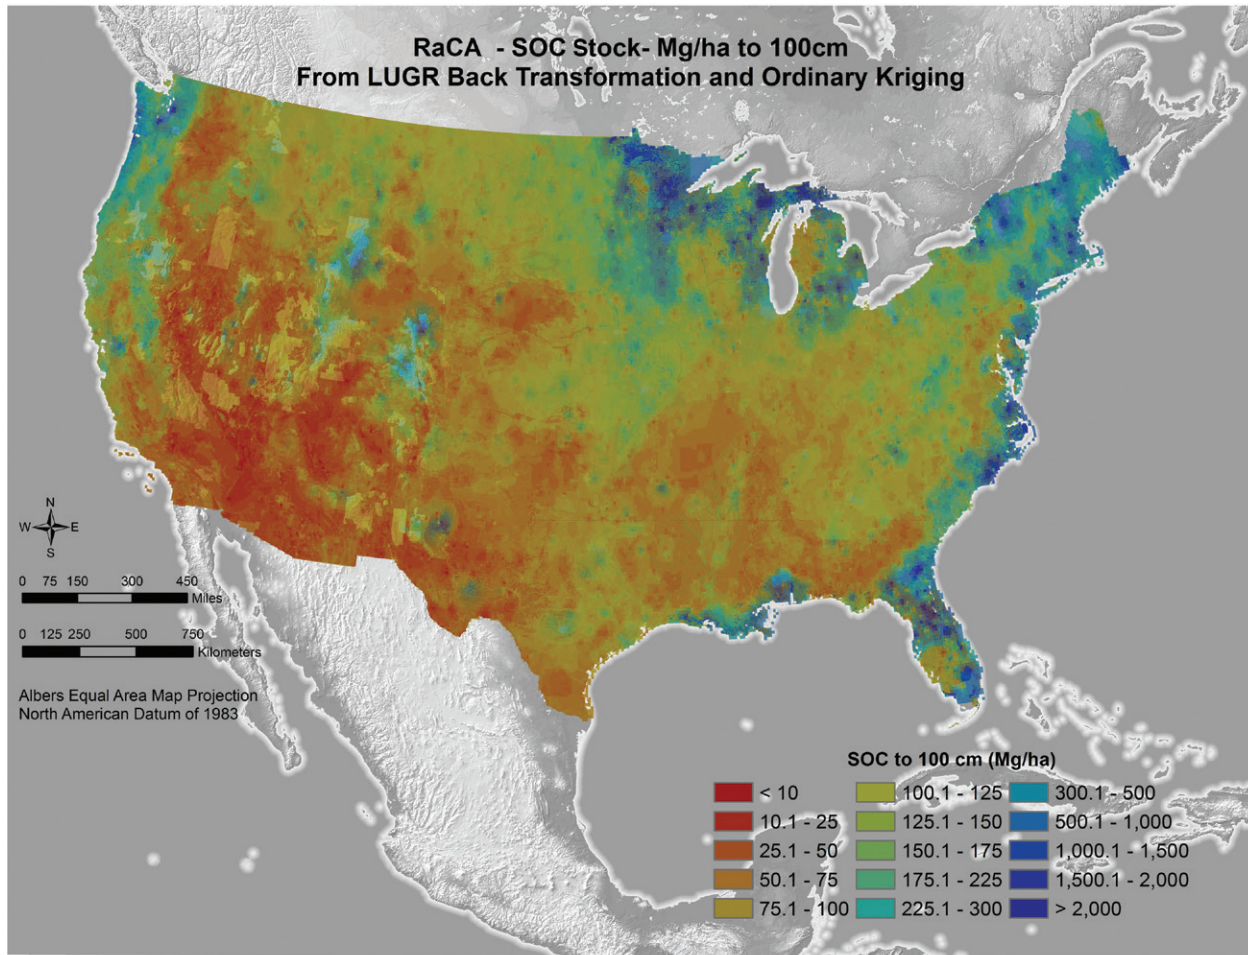 RaCA - SOC Stock- Mg/ha to 100cm
From LUGR Back Transformation and Ordinary Kriging
N
W E
S
0 75 150 300 450
Miles
0 125 250 500 750
Kilometers
Albers Equal Area Map Projection
North American Datum of 1983
SOC to 100 cm (Mg/ha)
< 10
10.1 - 25
25.1 - 50
50.1 - 75
75.1 - 100
100.1 - 125
125.1 - 150
150.1 - 175
175.1 - 225
225.1 - 300
300.1 - 500
500.1 - 1,000
1,000.1 - 1,500
1,500.1 - 2,000
> 2,000